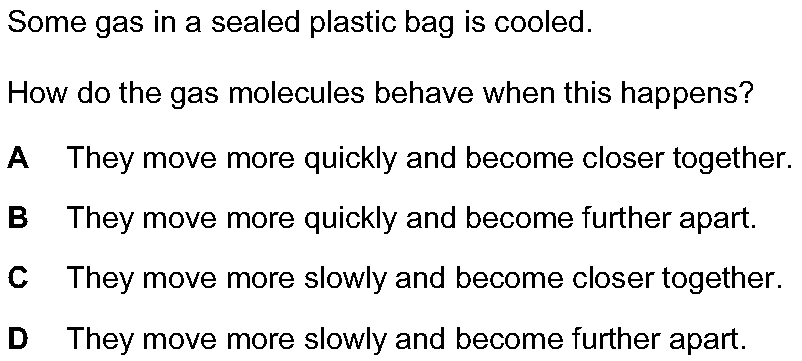 Some gas in a sealed plastic bag is cooled.
How do the gas molecules behave when this happens?
A They move more quickly and become closer together.
B They move more quickly and become further apart.
C They move more slowly and become closer together.
D They move more slowly and become further apart.